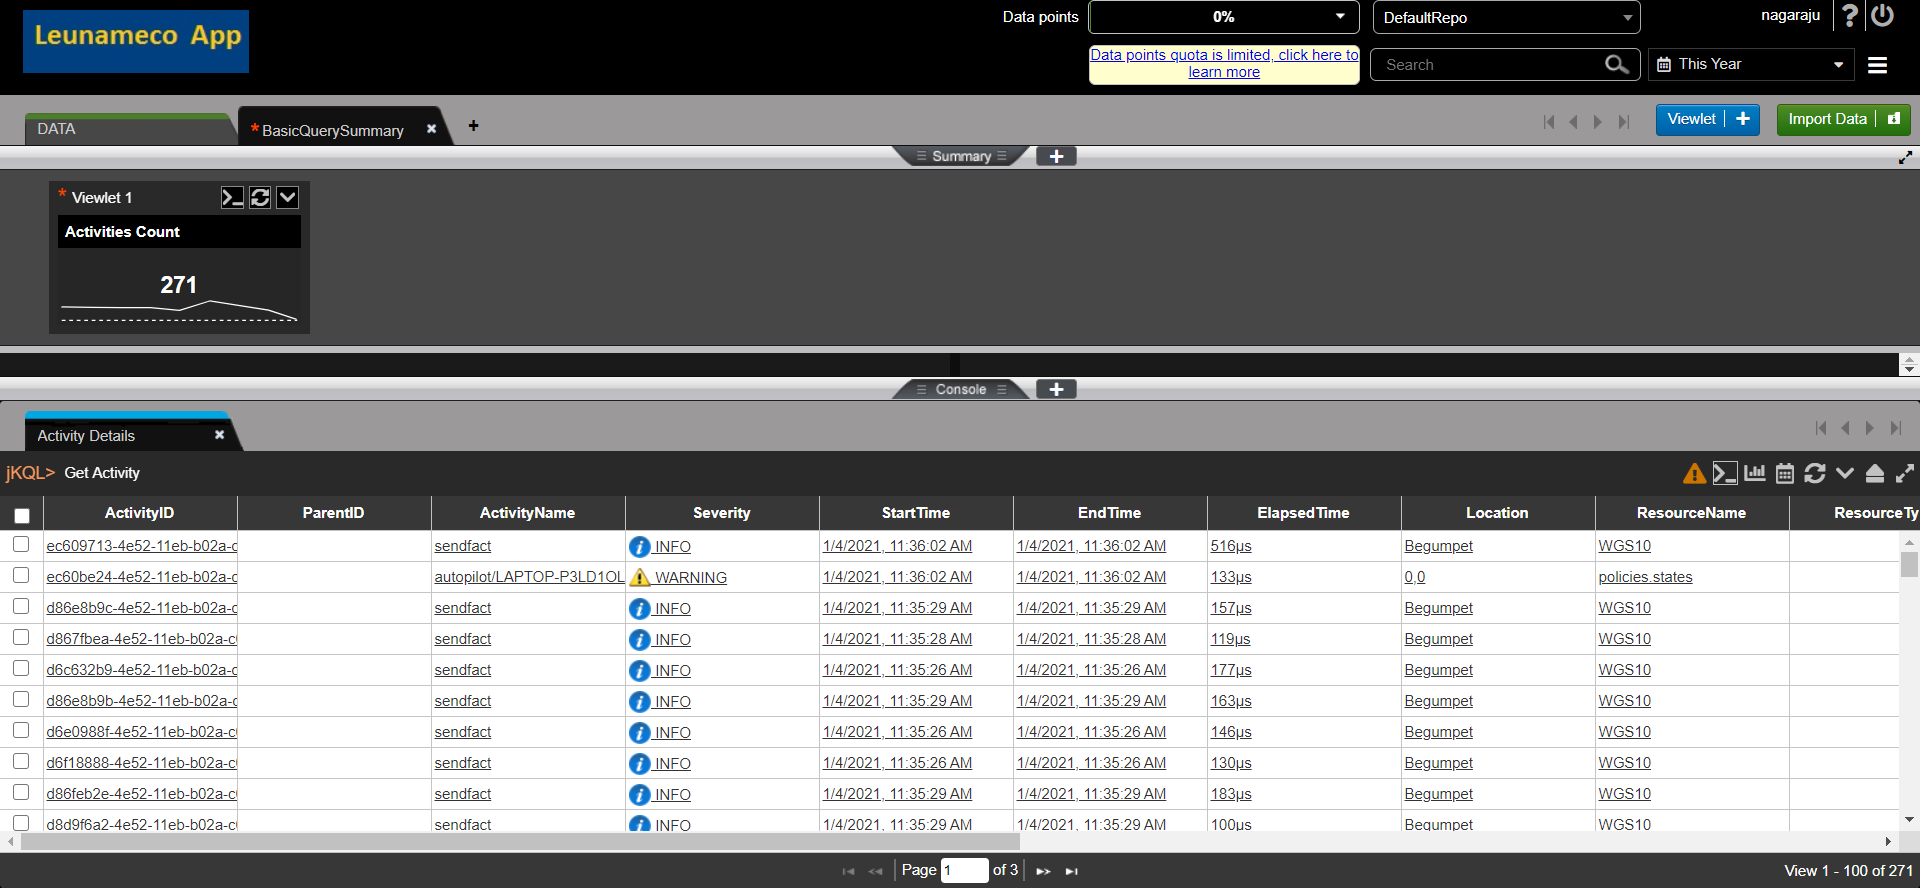 Leunameco App
Data points
0%
DefaultRepo
nagaraju
Data points quota is limited, click here to
learn more
Search
This Year
DATA
*BasicQuerySummary
Viewlet
Import Data
Summary
* Viewlet 1
Activities Count
271
Console
Activity Details
jKQL> Get Activity
ActivityID ParentID ActivityName Severity StartTime EndTime ElapsedTime Location ResourceName ResourceTy
ec609713-4e52-11eb-b02a-c sendfact INFO 1/4/2021, 11:36:02 AM 1/4/2021, 11:36:02 AM 516µs Begumpet WGS10
ec60be24-4e52-11eb-b02a-c autopilot/LAPTOP-P3LD1OL WARNING 1/4/2021, 11:36:02 AM 1/4/2021, 11:36:02 AM 133µs 0,0 policies.states
d86e8b9c-4e52-11eb-b02a-c sendfact INFO 1/4/2021, 11:35:29 AM 1/4/2021, 11:35:29 AM 157µs Begumpet WGS10
d867fbea-4e52-11eb-b02a-c sendfact INFO 1/4/2021, 11:35:28 AM 1/4/2021, 11:35:28 AM 119µs Begumpet WGS10
d6c632b9-4e52-11eb-b02a-c sendfact INFO 1/4/2021, 11:35:26 AM 1/4/2021, 11:35:26 AM 177µs Begumpet WGS10
d86e8b9b-4e52-11eb-b02a-c sendfact INFO 1/4/2021, 11:35:29 AM 1/4/2021, 11:35:29 AM 163µs Begumpet WGS10
d6e0988f-4e52-11eb-b02a-c sendfact INFO 1/4/2021, 11:35:26 AM 1/4/2021, 11:35:26 AM 146µs Begumpet WGS10
d6f18888-4e52-11eb-b02a-c sendfact INFO 1/4/2021, 11:35:26 AM 1/4/2021, 11:35:26 AM 130µs Begumpet WGS10
d86feb2e-4e52-11eb-b02a-c sendfact INFO 1/4/2021, 11:35:29 AM 1/4/2021, 11:35:29 AM 183µs Begumpet WGS10
d8d9f6a2-4e52-11eb-b02a-c sendfact INFO 1/4/2021, 11:35:29 AM 1/4/2021, 11:35:29 AM 100µs Begumpet WGS10
Page 1 of 3
View 1 - 100 of 271